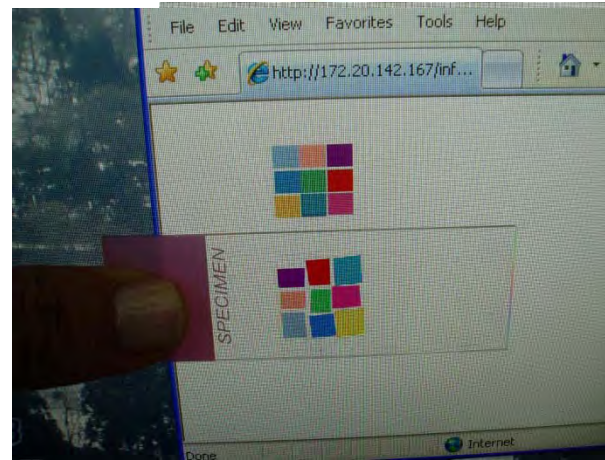 File Edit View Favorites Tools Help
http://172.20.142.167/inf...
SPECIMEN
Done
Internet